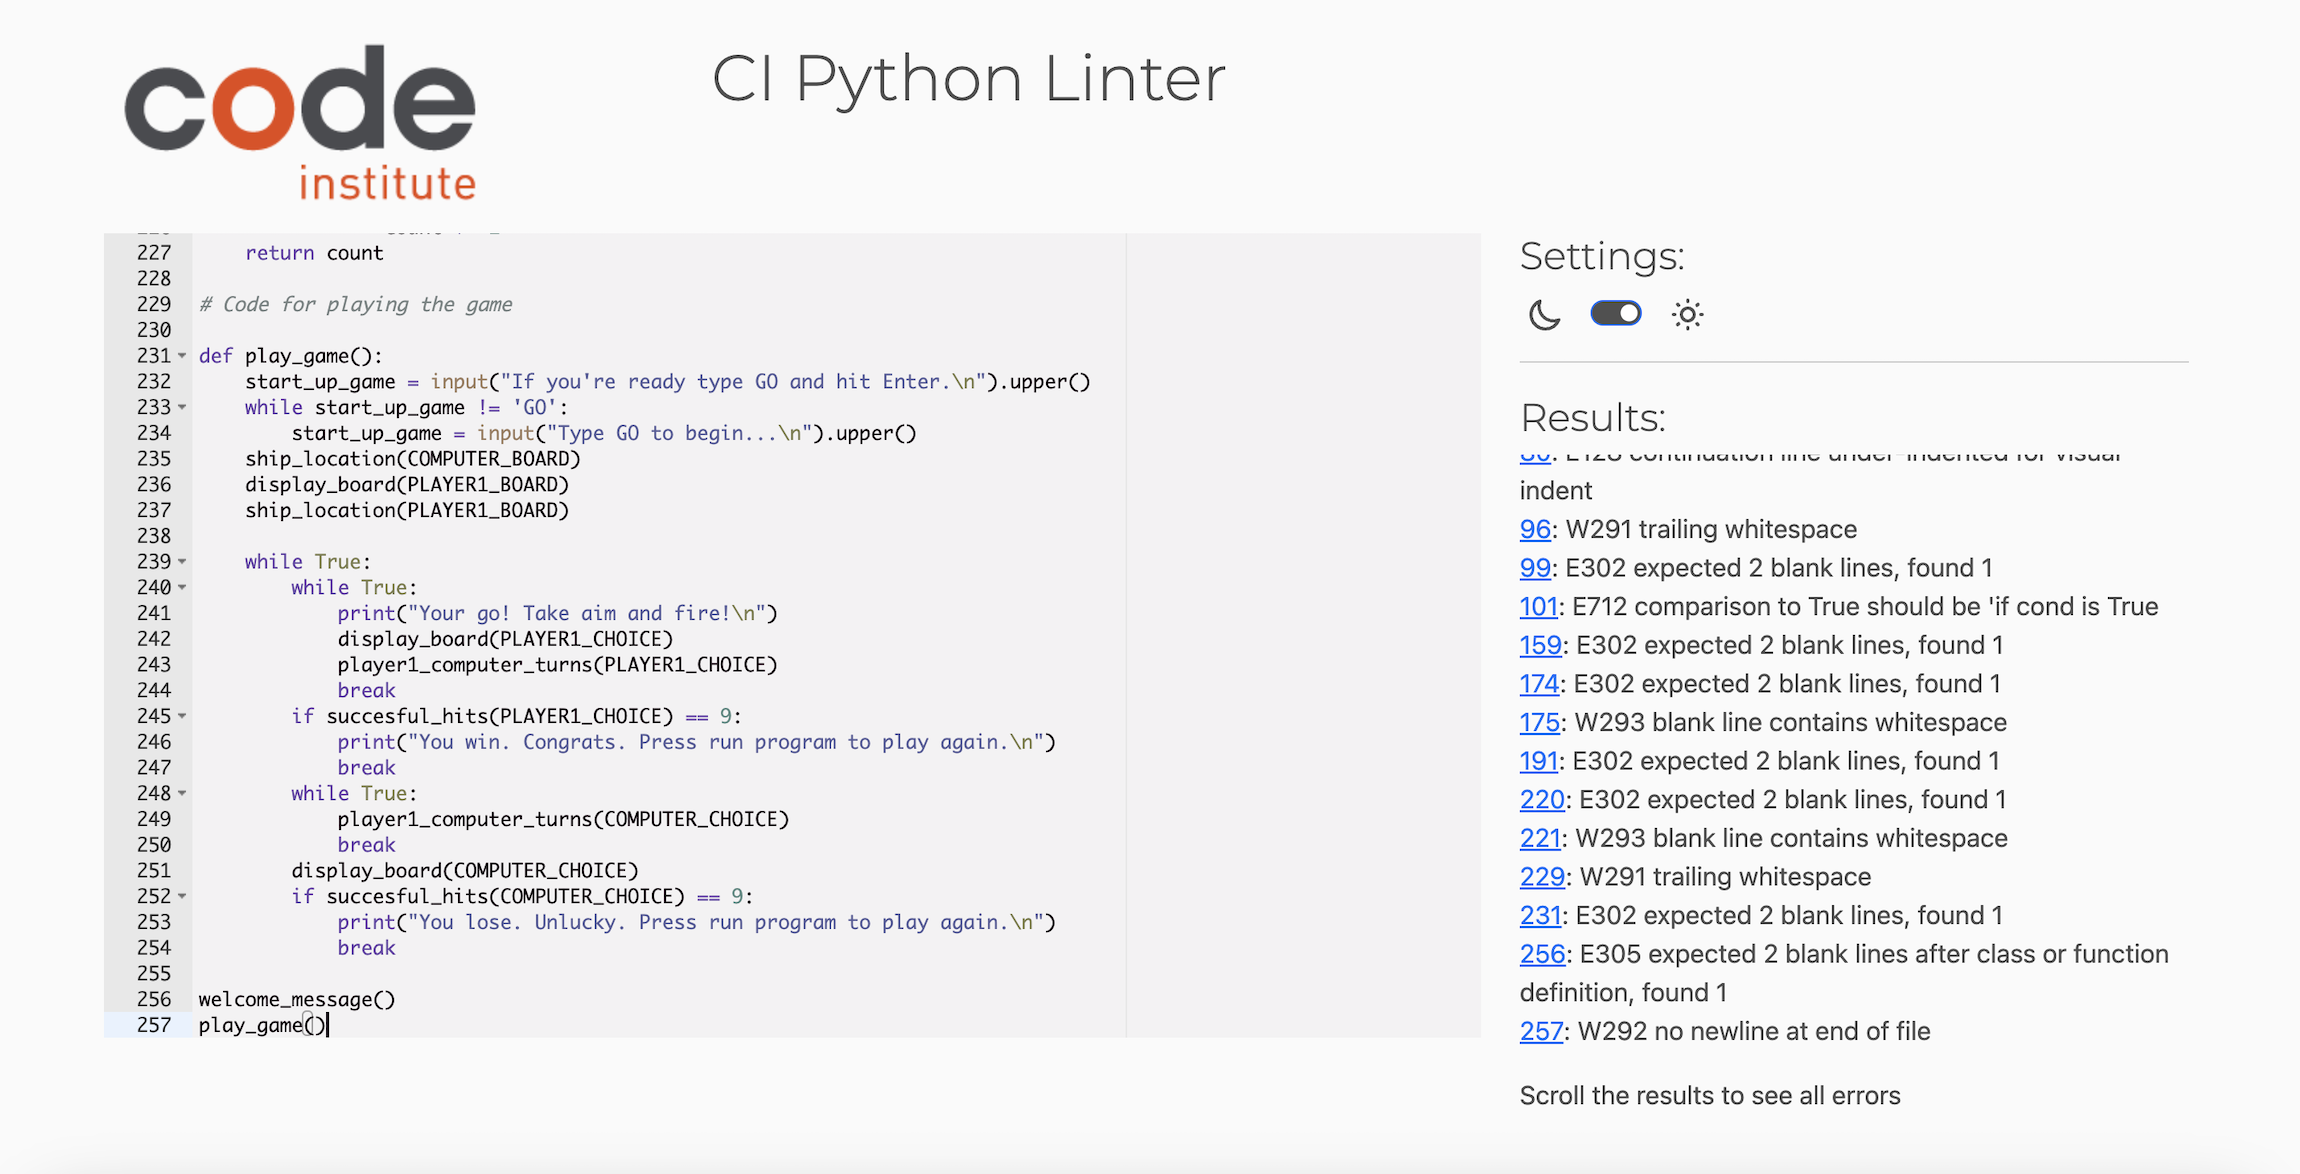 code
institute
CI Python Linter
227     return count
228
229 # Code for playing the game
230
231 def play_game():
232     start_up_game = input("If you're ready type GO and hit Enter.\n").upper()
233     while start_up_game != 'GO':
234         start_up_game = input("Type GO to begin...\n").upper()
235     ship_location(COMPUTER_BOARD)
236     display_board(PLAYER1_BOARD)
237     ship_location(PLAYER1_BOARD)
238
239     while True:
240         while True:
241             print("Your go! Take aim and fire!\n")
242             display_board(PLAYER1_CHOICE)
243             player1_computer_turns(PLAYER1_CHOICE)
244             break
245         if succesful_hits(PLAYER1_CHOICE) == 9:
246             print("You win. Congrats. Press run program to play again.\n")
247             break
248         while True:
249             player1_computer_turns(COMPUTER_CHOICE)
250             break
251         display_board(COMPUTER_CHOICE)
252         if succesful_hits(COMPUTER_CHOICE) == 9:
253             print("You lose. Unlucky. Press run program to play again.\n")
254             break
255
256 welcome_message()
257 play_game()
Settings:
Results:
continuation line under-indented for visual
indent
96: W291 trailing whitespace
99: E302 expected 2 blank lines, found 1
101: E712 comparison to True should be 'if cond is True
159: E302 expected 2 blank lines, found 1
174: E302 expected 2 blank lines, found 1
175: W293 blank line contains whitespace
191: E302 expected 2 blank lines, found 1
220: E302 expected 2 blank lines, found 1
221: W293 blank line contains whitespace
229: W291 trailing whitespace
231: E302 expected 2 blank lines, found 1
256: E305 expected 2 blank lines after class or function
definition, found 1
257: W292 no newline at end of file
Scroll the results to see all errors